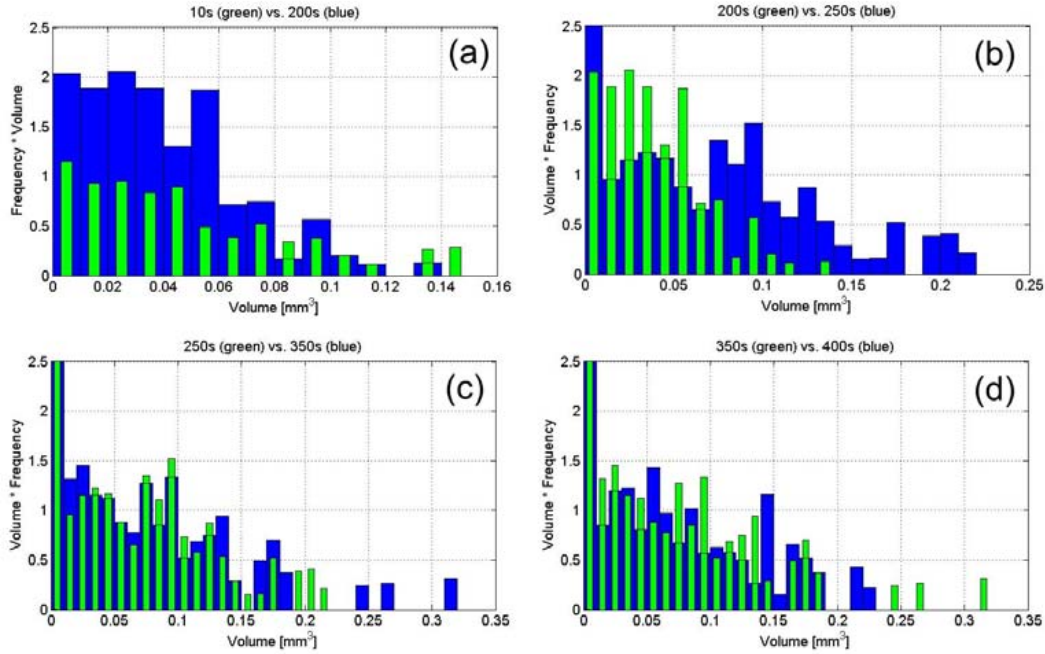 10s (green) vs. 200s (blue)
(a)
Frequency * Volume
2.5
2
1.5
1
0.5
0
0 0.02 0.04 0.06 0.08 0.1 0.12 0.14 0.16
Volume [mm³]
200s (green) vs. 250s (blue)
(b)
Volume * Frequency
2.5
2
1.5
1
0.5
0
0 0.05 0.1 0.15 0.2 0.25
Volume [mm³]
250s (green) vs. 350s (blue)
(c)
Volume * Frequency
2.5
2
1.5
1
0.5
0
0 0.05 0.1 0.15 0.2 0.25 0.3 0.35
Volume [mm³]
350s (green) vs. 400s (blue)
(d)
Volume * Frequency
2.5
2
1.5
1
0.5
0
0 0.05 0.1 0.15 0.2 0.25 0.3 0.35
Volume [mm³]